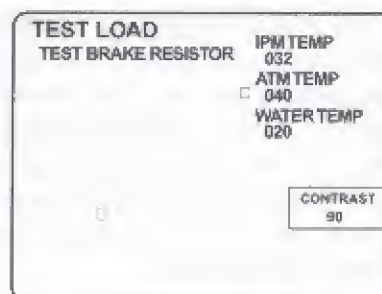 TEST LOAD
TEST BRAKE RESISTOR
IPM TEMP
032
ATM TEMP
040
WATER TEMP
020
CONTRAST
90